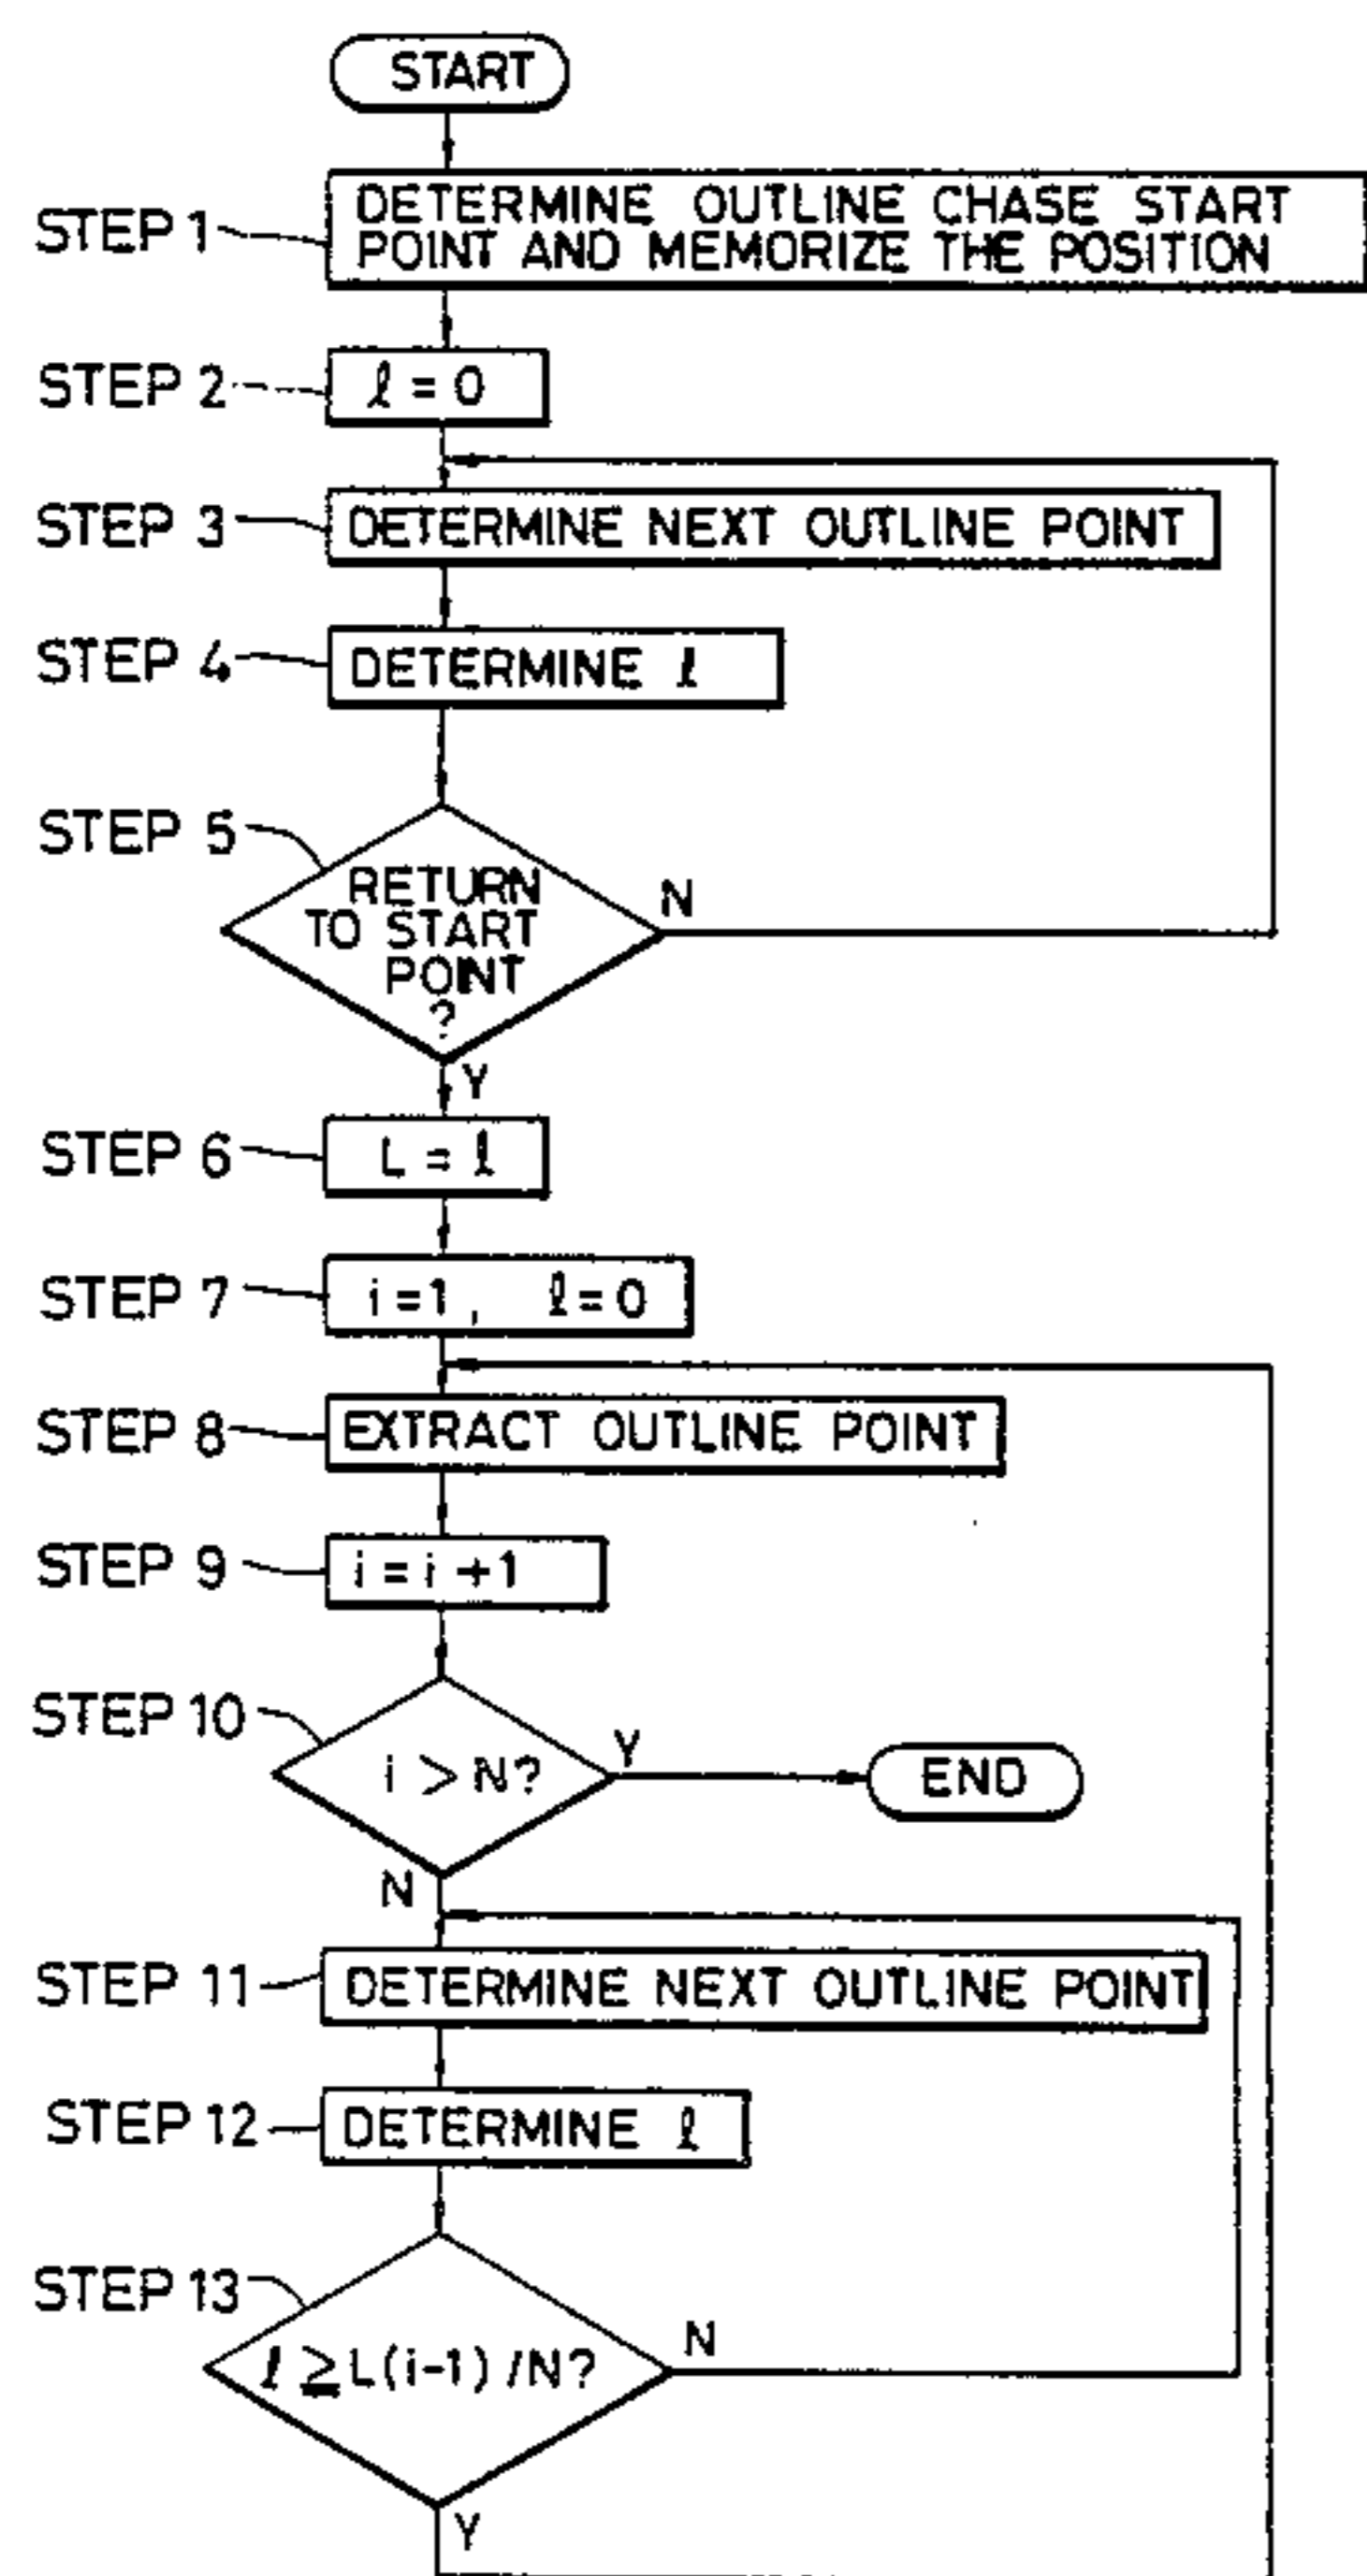 START
STEP 1
DETERMINE OUTLINE CHASE START
POINT AND MEMORIZE THE POSITION
STEP 2
ℓ = 0
STEP 3
DETERMINE NEXT OUTLINE POINT
STEP 4
DETERMINE ℓ
STEP 5
RETURN
TO START
POINT
?
N
Y
STEP 6
L = ℓ
STEP 7
i = 1 , ℓ = 0
STEP 8
EXTRACT OUTLINE POINT
STEP 9
i = i + 1
STEP 10
i > N?
Y
END
N
STEP 11
DETERMINE NEXT OUTLINE POINT
STEP 12
DETERMINE ℓ
STEP 13
ℓ ≧ L(i-1) /N?
N
Y